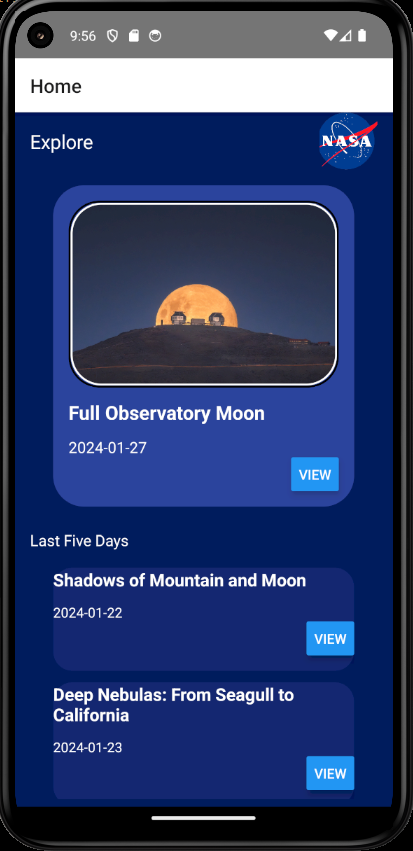 9:56
Home
Explore
NASA
Full Observatory Moon
2024-01-27
VIEW
Last Five Days
Shadows of Mountain and Moon
2024-01-22
VIEW
Deep Nebulas: From Seagull to
California
2024-01-23
VIEW